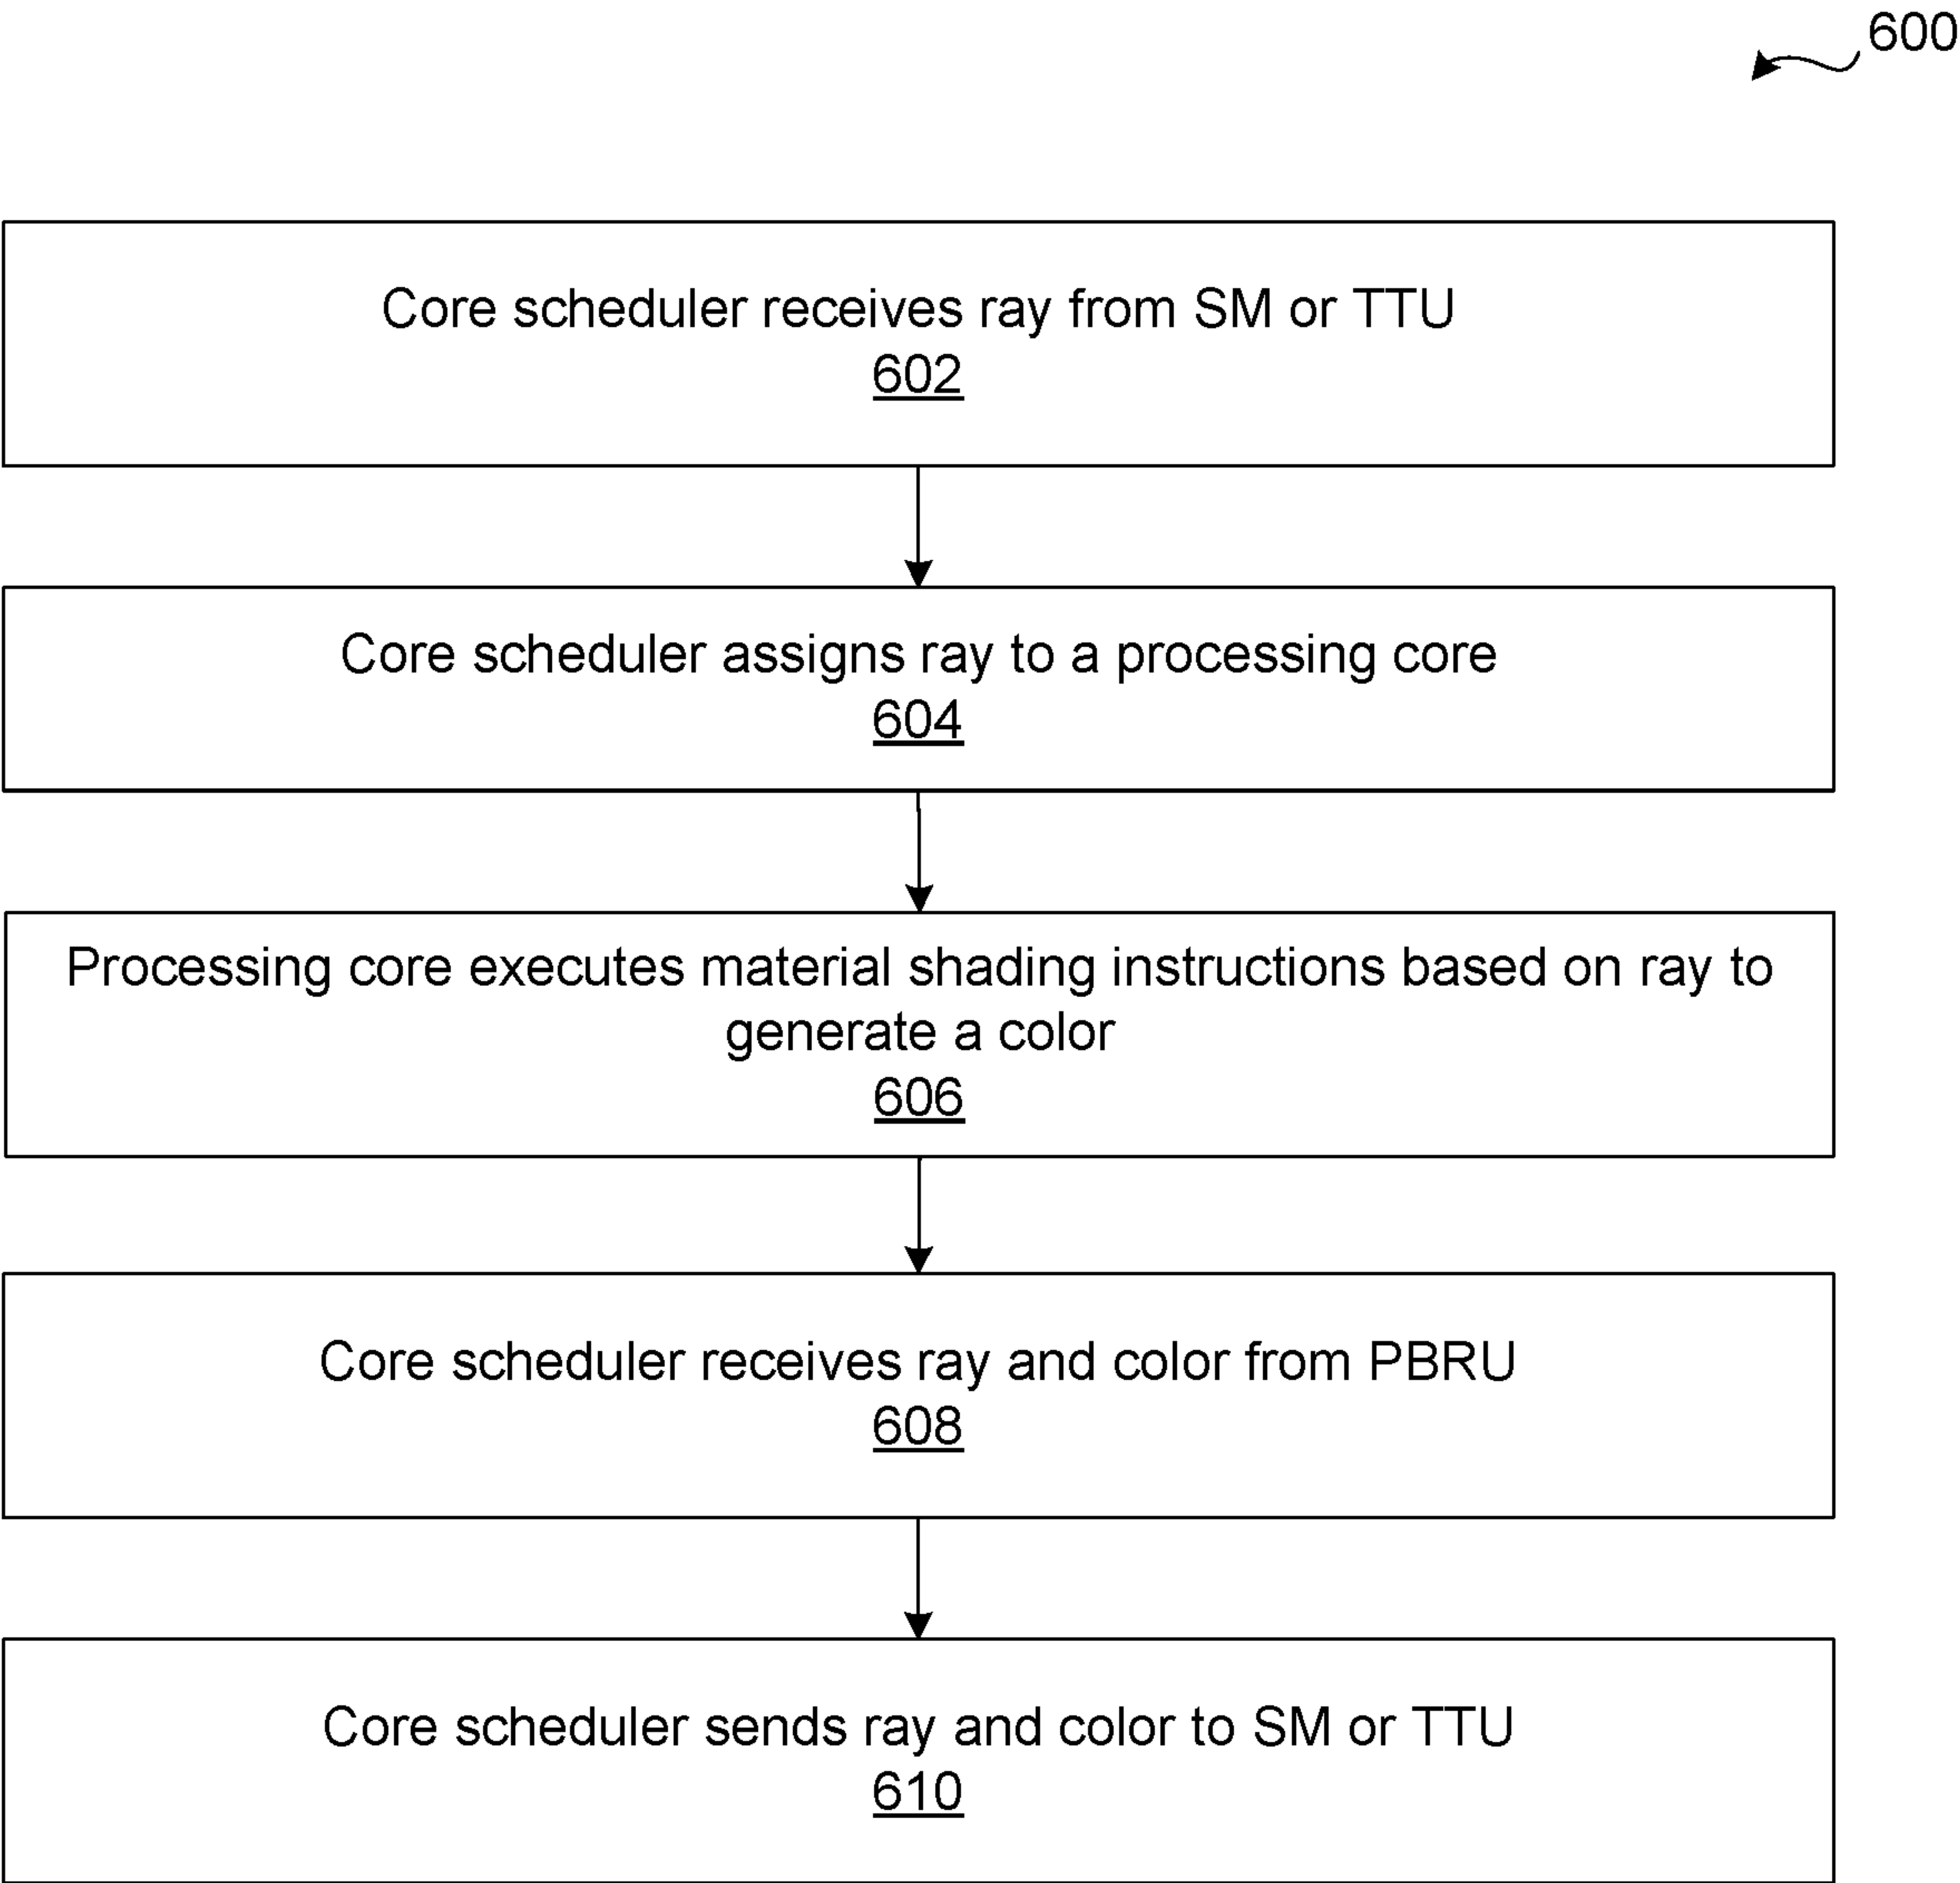 600
Core scheduler receives ray from SM or TTU
602
Core scheduler assigns ray to a processing core
604
Processing core executes material shading instructions based on ray to
generate a color
606
Core scheduler receives ray and color from PBRU
608
Core scheduler sends ray and color to SM or TTU
610